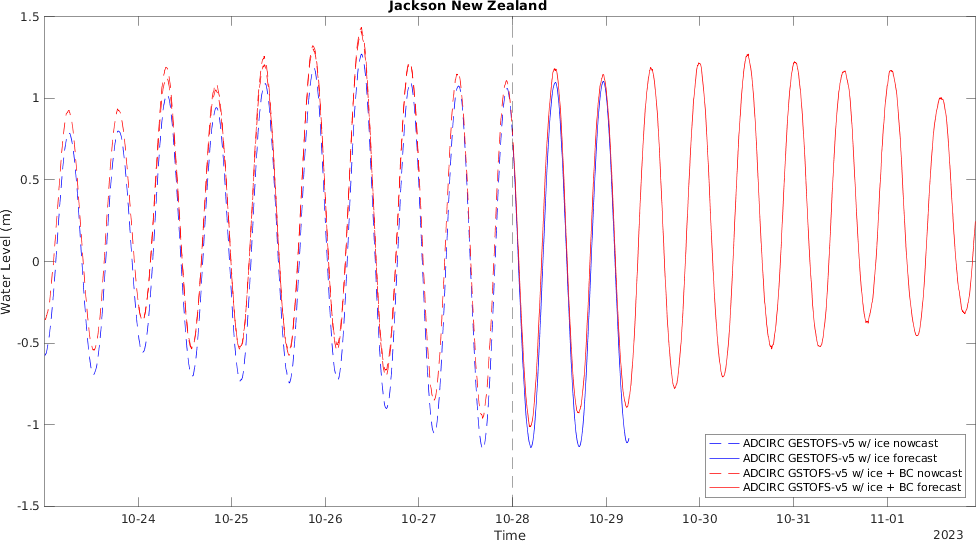 Jackson New Zealand
1.5
1
0.5
0
-0.5
-1
-1.5
Water Level (m)
ADCIRC GESTOFS-v5 w/ ice nowcast
ADCIRC GESTOFS-v5 w/ ice forecast
ADCIRC GSTOFS-v5 w/ ice + BC nowcast
ADCIRC GSTOFS-v5 w/ ice + BC forecast
10-24 10-25 10-26 10-27 10-28 10-29 10-30 10-31 11-01
Time
2023